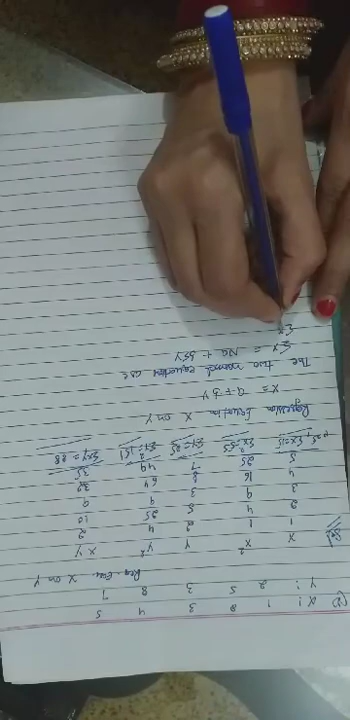 (2) X : 1 2 3 4 5
Y : 2 5 3 8 7 Reg. Equ. X on Y
Sol
X X² Y Y² XY
1 1 2 4 2
2 4 5 25 10
3 9 3 9 9
4 16 8 64 32
5 25 7 49 35
Σx=15 Σx²=55 Σy=25 Σy²=151 Σxy=88
Regression Equation X on Y
X = a + bY
The two normal equation are
Σx = Na + bΣY